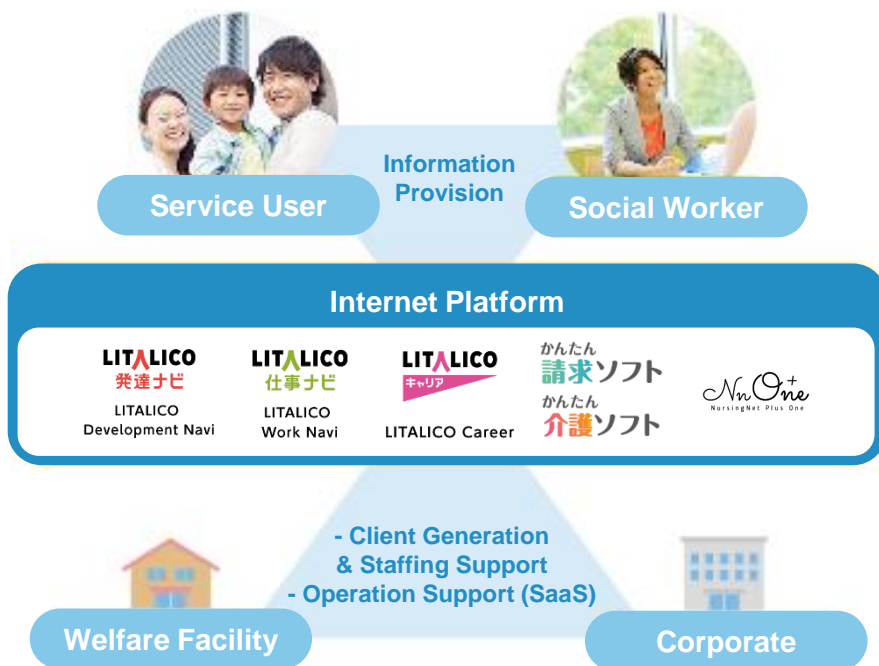 Information
Provision
Service User
Social Worker
Internet Platform
LITALICO
発達ナビ
LITALICO
Development Navi
LITALICO
仕事ナビ
LITALICO
Work Navi
LITALICO
キャリア
LITALICO Career
かんたん
請求ソフト
かんたん
介護ソフト
NnOne+
NursingNet Plus One
- Client Generation
& Staffing Support
- Operation Support (SaaS)
Welfare Facility
Corporate